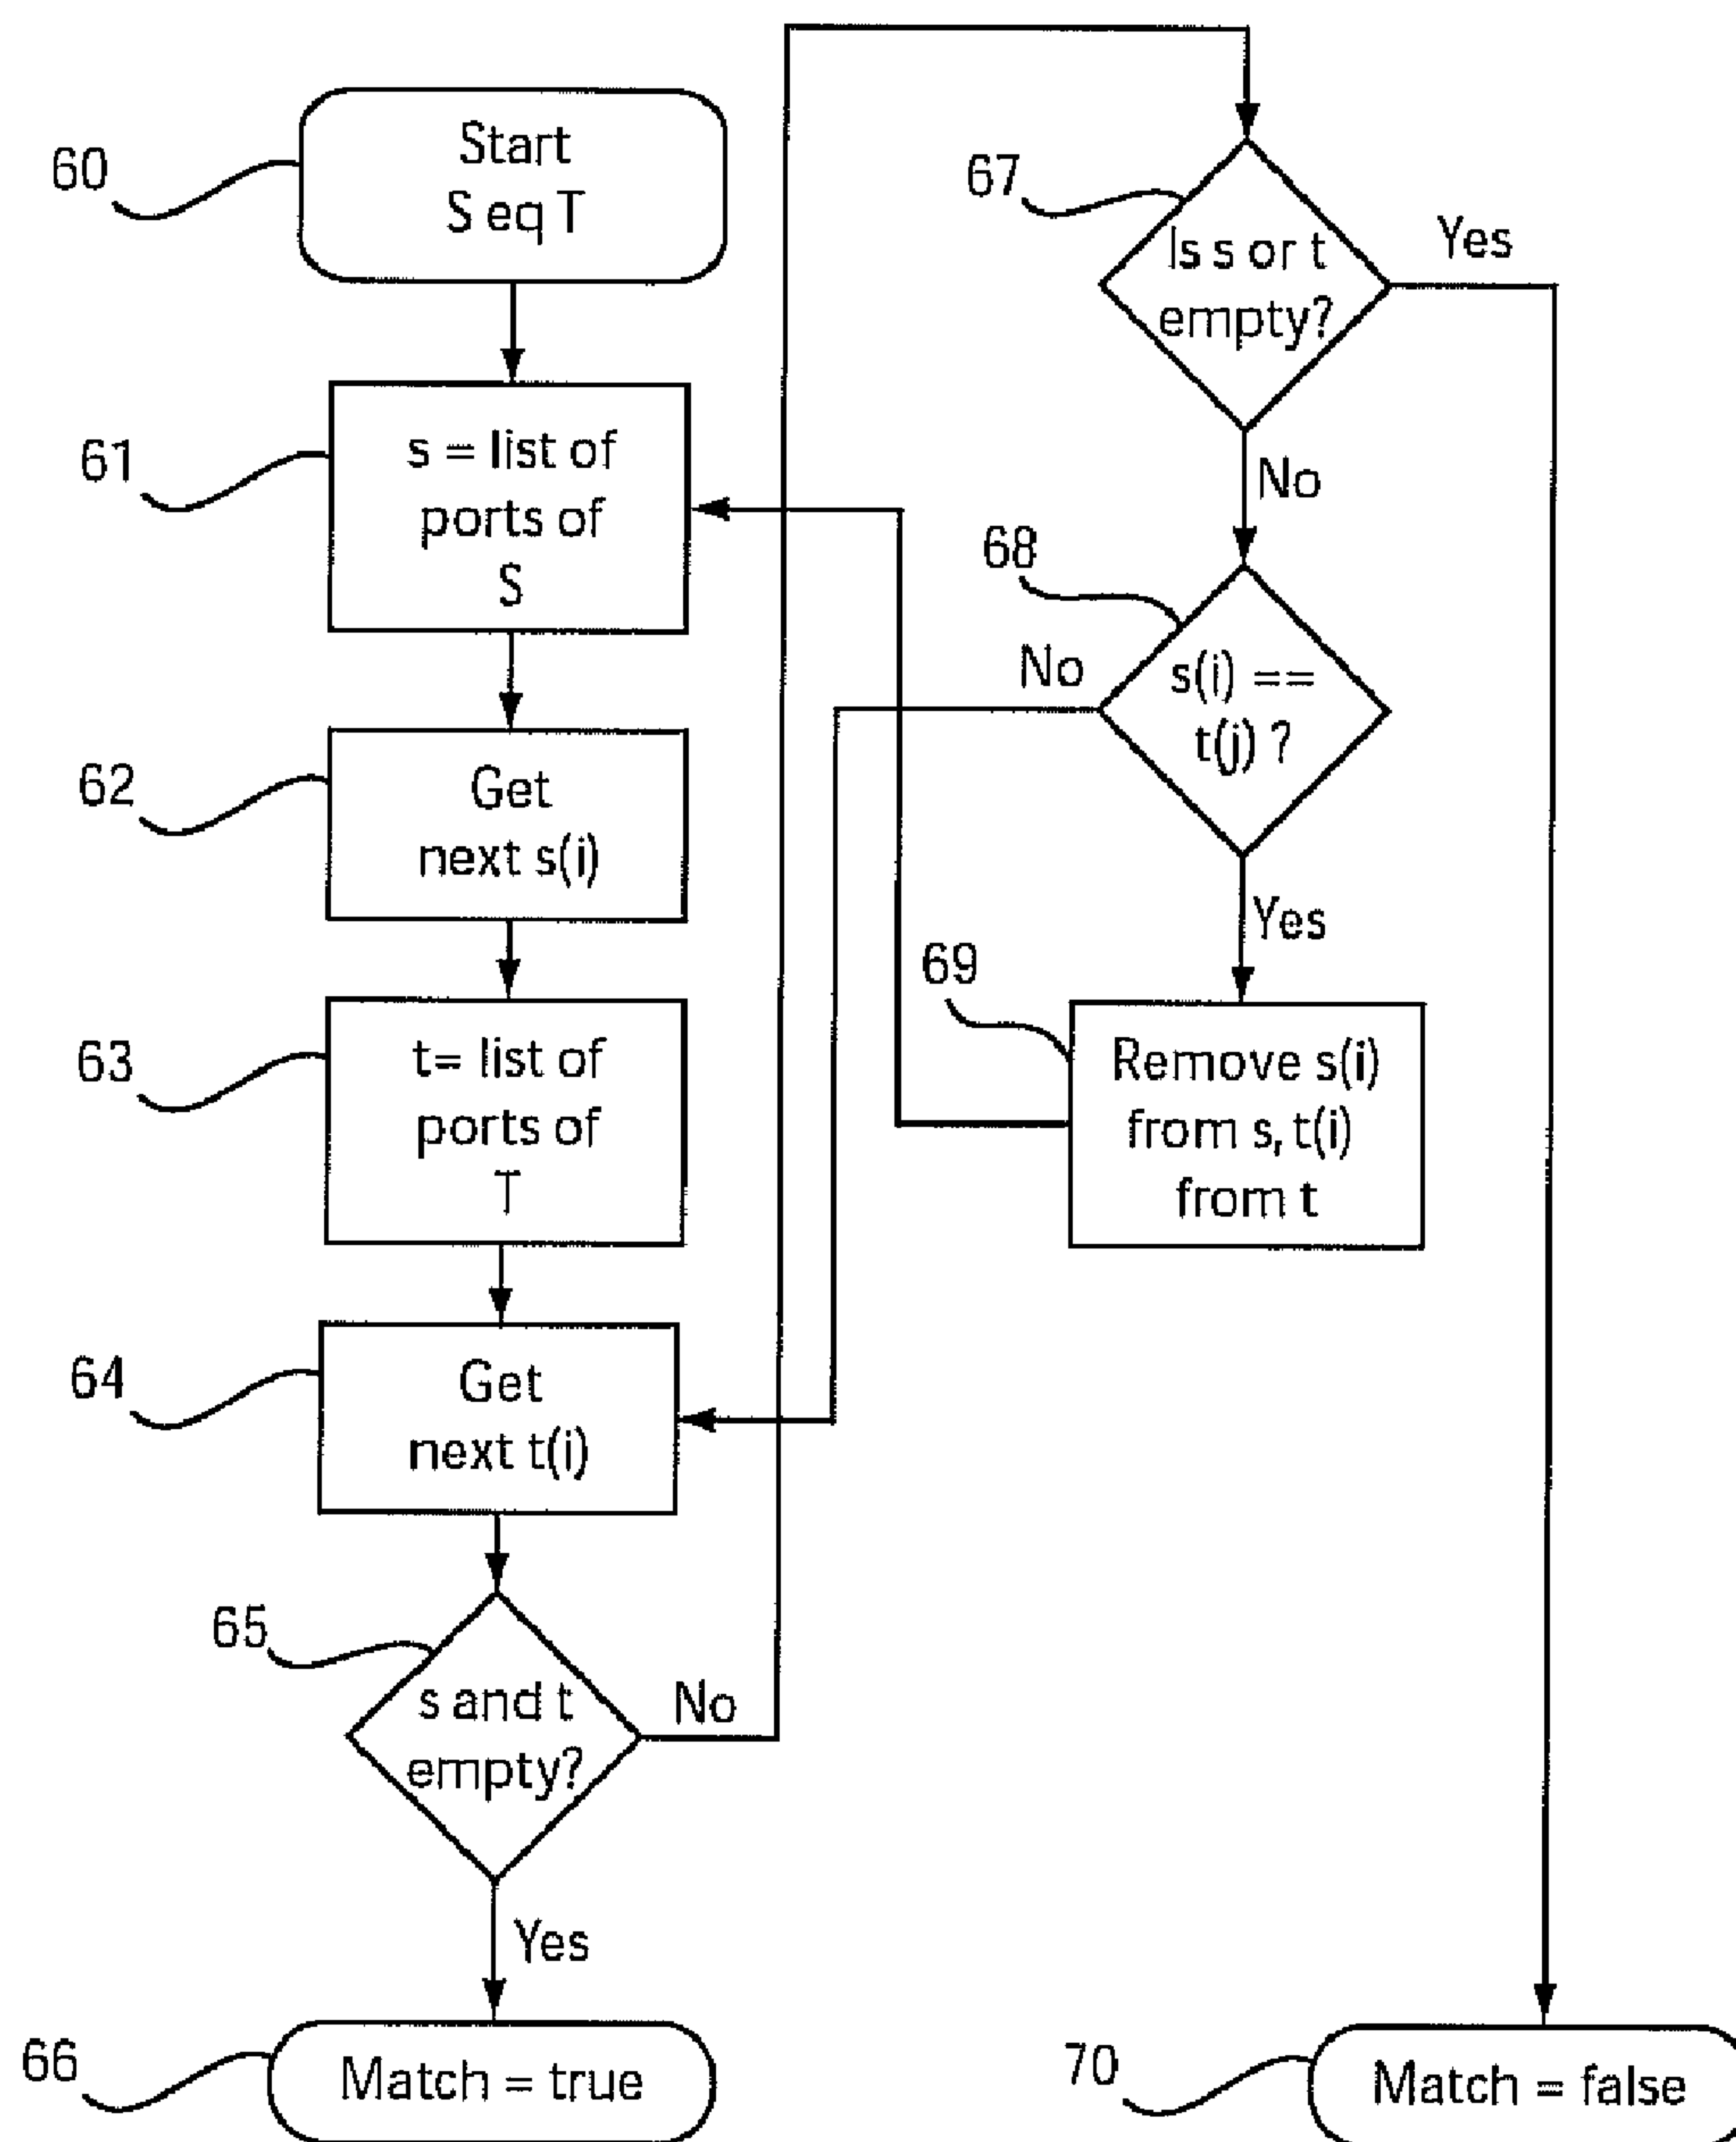 60
Start
S eq T
61
s = list of
ports of
S
62
Get
next s(i)
63
t= list of
ports of
T
64
Get
next t(i)
65
s and t
empty?
No
Yes
66
Match = true
67
Is s or t
empty?
Yes
No
68
s(i) ==
t(j) ?
No
Yes
69
Remove s(i)
from s, t(i)
from t
70
Match = false